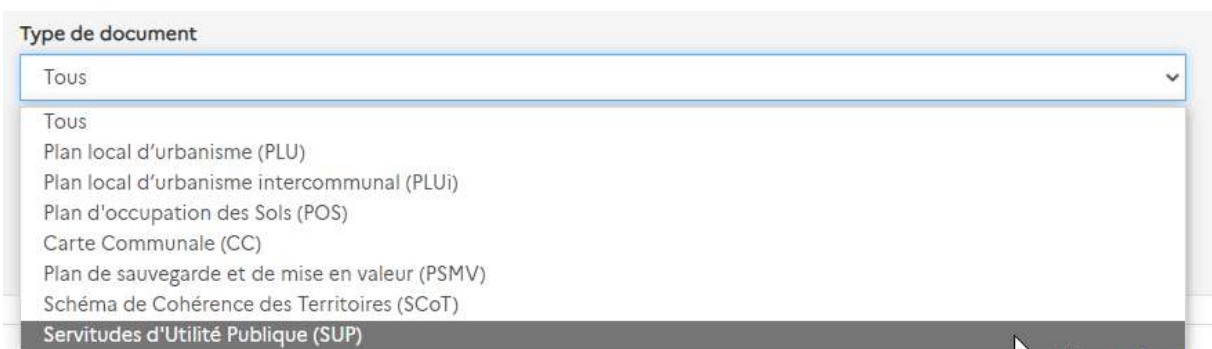 Type de document
Tous
Tous
Plan local d’urbanisme (PLU)
Plan local d’urbanisme intercommunal (PLUi)
Plan d'occupation des Sols (POS)
Carte Communale (CC)
Plan de sauvegarde et de mise en valeur (PSMV)
Schéma de Cohérence des Territoires (SCoT)
Servitudes d'Utilité Publique (SUP)